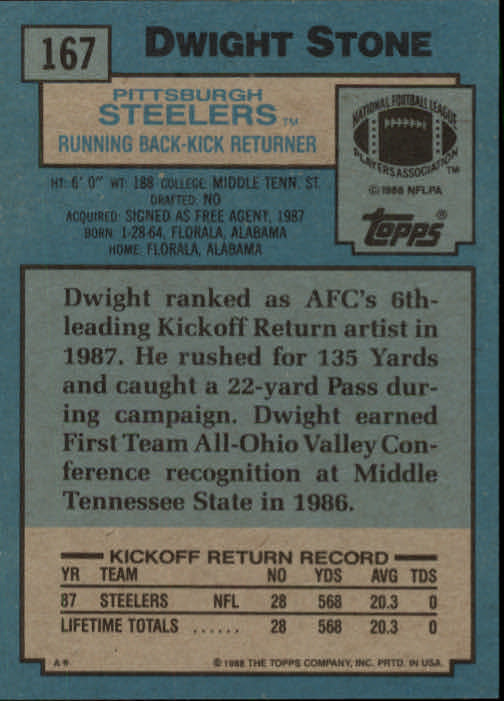 167
DWIGHT STONE
PITTSBURGH
STEELERS™
RUNNING BACK-KICK RETURNER
NATIONAL FOOTBALL LEAGUE
PLAYERS ASSOCIATION™
©1988 NFLPA
TOPPS®
HT: 6' 0" WT: 188 COLLEGE: MIDDLE TENN. ST.
DRAFTED: NO
ACQUIRED: SIGNED AS FREE AGENT, 1987
BORN: 1-28-64, FLORALA, ALABAMA
HOME: FLORALA, ALABAMA
Dwight ranked as AFC's 6th-
leading Kickoff Return artist in
1987. He rushed for 135 Yards
and caught a 22-yard Pass dur-
ing campaign. Dwight earned
First Team All-Ohio Valley Con-
ference recognition at Middle
Tennessee State in 1986.
KICKOFF RETURN RECORD
YR TEAM NO YDS AVG TDS
87 STEELERS NFL 28 568 20.3 0
LIFETIME TOTALS ...... 28 568 20.3 0
A* ©1988 THE TOPPS COMPANY, INC. PRTD. IN USA.